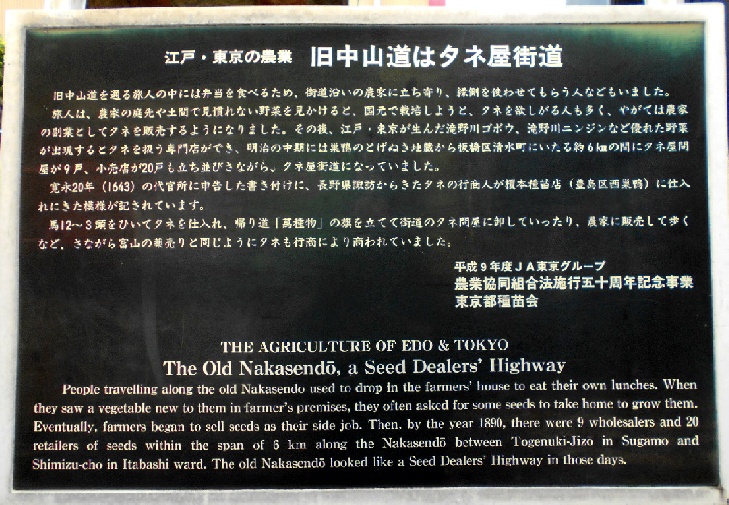 江戸・東京の農業 旧中山道はタネ屋街道
旧中山道を通る旅人の中には弁当を食べるため、街道沿いの農家に立ち寄り、縁側を使わせてもらう人などもいました。
旅人は、農家の庭先や土間で見慣れない野菜を見かけると、国元で栽培しようと、タネを欲しがる人も多く、やがては農家
の副業としてタネを販売するようになりました。その後、江戸・東京が生んだ滝野川ゴボウ、滝野川ニンジンなど優れた野菜
が出現するとタネを扱う専門店ができ、明治の中期には巣鴨のとげぬき地蔵から板橋区清水町にいたる約6kmの間にタネ屋問
屋が9戸、小売店が20戸も立ち並びさながら、タネ屋街道になっていました。
寛永20年(1643)の代官所に申告した書き付けに、長野県諏訪からきたタネの行商人が榎本種苗店(豊島区西巣鴨)に仕入
れにきた模様が記されています。
馬12〜3頭をひいてタネを仕入れ、帰り道「萬種物」の旗を立てて街道のタネ問屋に卸していったり、農家に販売して歩く
など、さながら富山の薬売りと同じようにタネも行商により商われていました。
平成9年度JA東京グループ
農業協同組合法施行五十周年記念事業
東京都種苗会
THE AGRICULTURE OF EDO & TOKYO
The Old Nakasendō, a Seed Dealers' Highway
People travelling along the old Nakasendo used to drop in the farmers' house to eat their own lunches. When
they saw a vegetable new to them in farmer's premises, they often asked for some seeds to take home to grow them.
Eventually, farmers began to sell seeds as their side job. Then, by the year 1890, there were 9 wholesalers and 20
retailers of seeds within the span of 6 km along the Nakasendō between Togenuki-Jizō in Sugamo and
Shimizu-cho in Itabashi ward. The old Nakasendō looked like a Seed Dealers' Highway in those days.